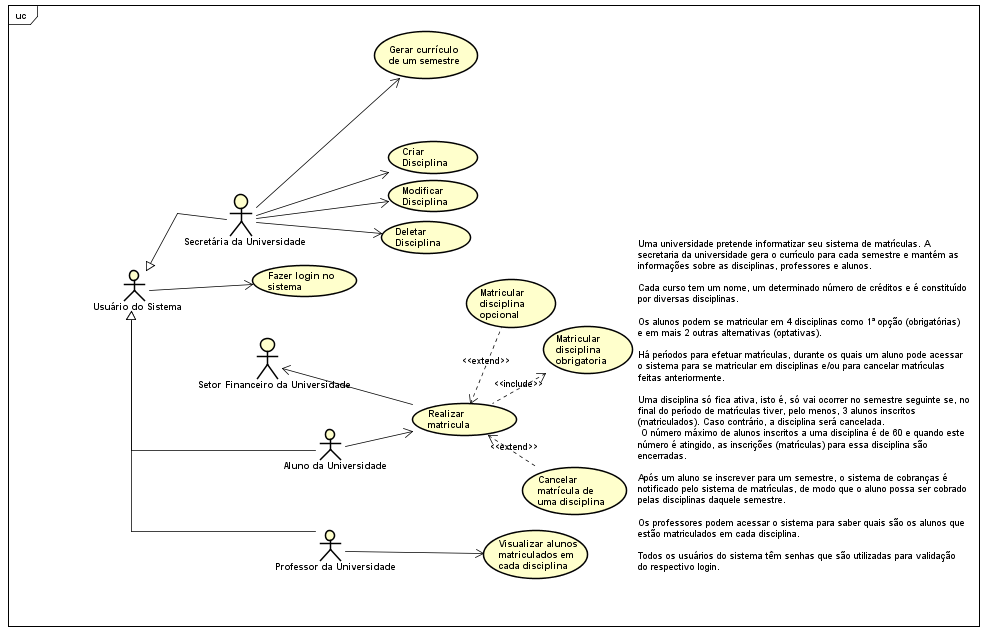 uc
Gerar currículo
de um semestre
Criar
Disciplina
Modificar
Disciplina
Deletar
Disciplina
Secretária da Universidade
Fazer login no
sistema
Usuário do Sistema
Matricular
disciplina
opcional
Matricular
disciplina
obrigatoria
<<extend>>
<<include>>
Setor Financeiro da Universidade
Realizar
matricula
<<extend>>
Aluno da Universidade
Cancelar
matrícula de
uma disciplina
Visualizar alunos
matriculados em
cada disciplina
Professor da Universidade
Uma universidade pretende informatizar seu sistema de matrículas. A
secretaria da universidade gera o currículo para cada semestre e mantém as
informações sobre as disciplinas, professores e alunos.
Cada curso tem um nome, um determinado número de créditos e é constituído
por diversas disciplinas.
Os alunos podem se matricular em 4 disciplinas como 1ª opção (obrigatórias)
e em mais 2 outras alternativas (optativas).
Há períodos para efetuar matrículas, durante os quais um aluno pode acessar
o sistema para se matricular em disciplinas e/ou para cancelar matrículas
feitas anteriormente.
Uma disciplina só fica ativa, isto é, só vai ocorrer no semestre seguinte se, no
final do período de matrículas tiver, pelo menos, 3 alunos inscritos
(matriculados). Caso contrário, a disciplina será cancelada.
O número máximo de alunos inscritos a uma disciplina é de 60 e quando este
número é atingido, as inscrições (matrículas) para essa disciplina são
encerradas.
Após um aluno se inscrever para um semestre, o sistema de cobranças é
notificado pelo sistema de matrículas, de modo que o aluno possa ser cobrado
pelas disciplinas daquele semestre.
Os professores podem acessar o sistema para saber quais são os alunos que
estão matriculados em cada disciplina.
Todos os usuários do sistema têm senhas que são utilizadas para validação
do respectivo login.